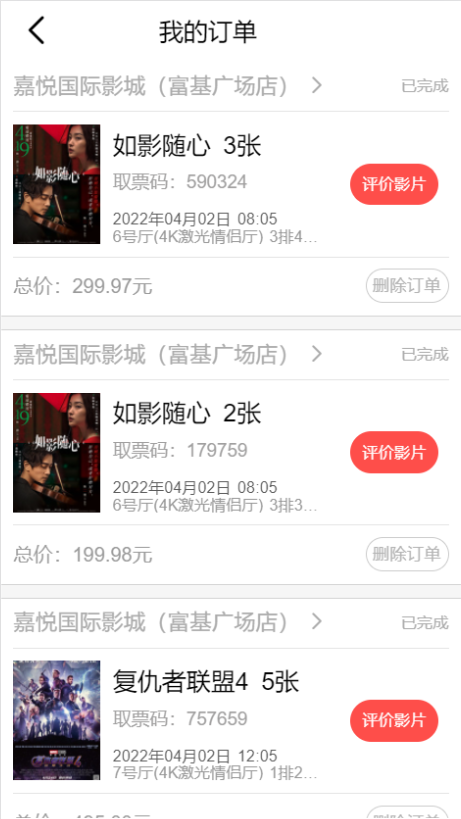 我的订单
嘉悦国际影城（富基广场店）
已完成
4
19
如影随心
如影随心 3张
取票码：590324
评价影片
2022年04月02日 08:05
6号厅(4K激光情侣厅) 3排4...
总价：299.97元
删除订单
嘉悦国际影城（富基广场店）
已完成
4
19
如影随心
如影随心 2张
取票码：179759
评价影片
2022年04月02日 08:05
6号厅(4K激光情侣厅) 3排3...
总价：199.98元
删除订单
嘉悦国际影城（富基广场店）
已完成
复仇者联盟4 5张
取票码：757659
评价影片
2022年04月02日 12:05
7号厅(4K激光情侣厅) 1排2...